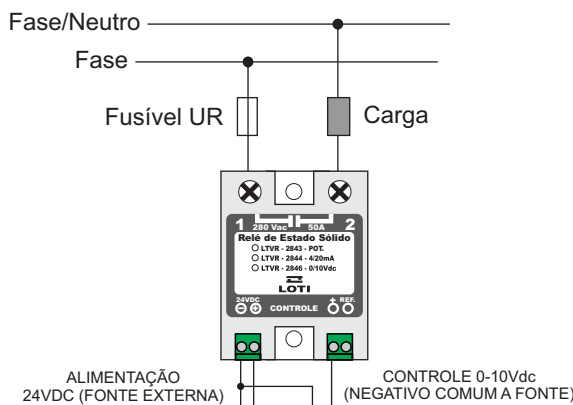 Fase/Neutro
Fase
Fusível UR
Carga
1 280 Vac 50A 2
Relé de Estado Sólido
LTVR - 2843 - POT.
LTVR - 2844 - 4/20mA
LTVR - 2846 - 0/10Vdc
LOTI
24VDC + REF.
CONTROLE
ALIMENTAÇÃO
24VDC (FONTE EXTERNA)
CONTROLE 0-10Vdc
(NEGATIVO COMUM A FONTE)